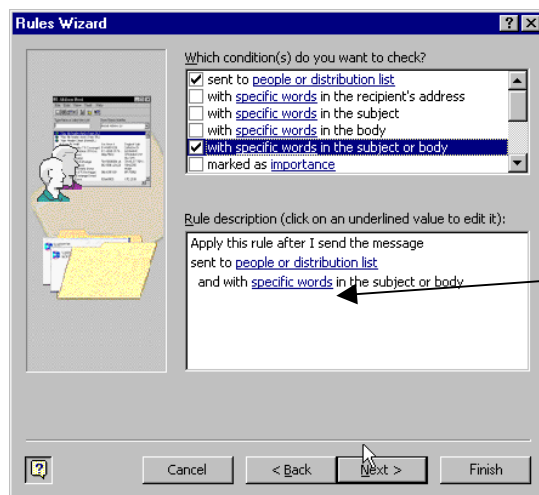 Rules Wizard
Which condition(s) do you want to check?
sent to people or distribution list
with specific words in the recipient's address
with specific words in the subject
with specific words in the body
with specific words in the subject or body
marked as importance
Rule description (click on an underlined value to edit it):
Apply this rule after I send the message
sent to people or distribution list
and with specific words in the subject or body
Cancel
< Back
Next >
Finish